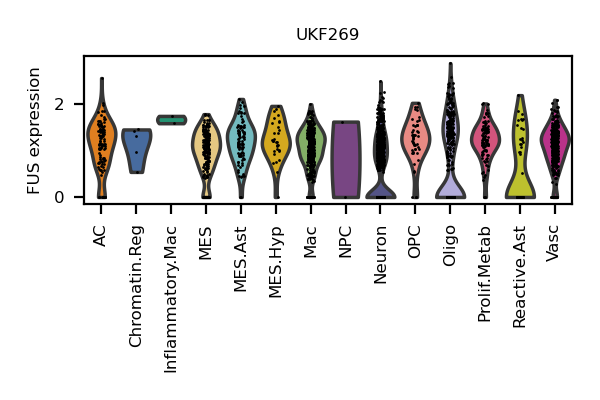 UKF269
FUS expression
2
0
AC
Chromatin.Reg
Inflammatory.Mac
MES
MES.Ast
MES.Hyp
Mac
NPC
Neuron
OPC
Oligo
Prolif.Metab
Reactive.Ast
Vasc